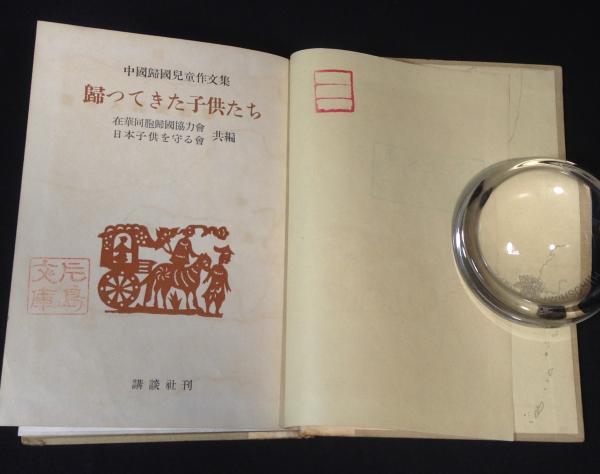 中國歸國兒童作文集
歸つてきた子供たち
在華同胞歸國協力會
日本子供を守る會 共編
片鳥
文庫
講談社刊